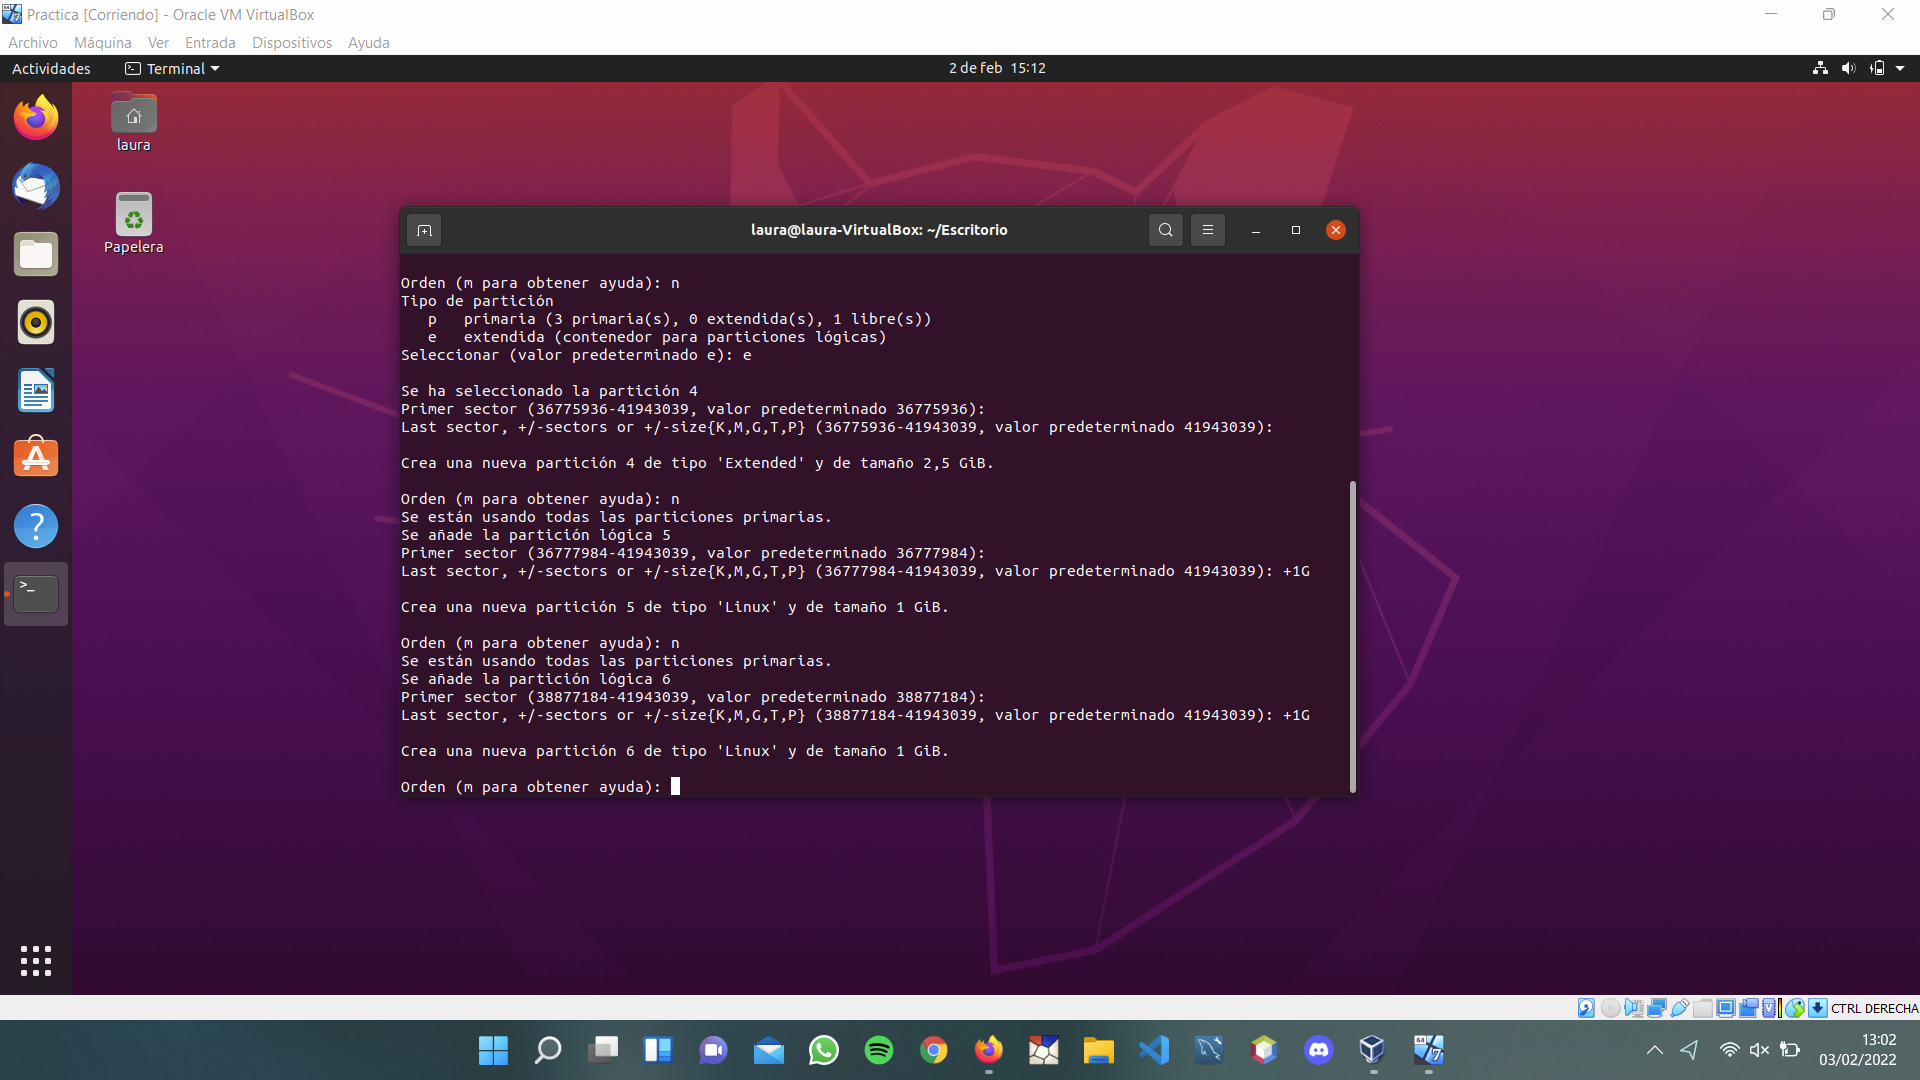 Practica [Corriendo] - Oracle VM VirtualBox
Archivo Máquina Ver Entrada Dispositivos Ayuda
Actividades Terminal 2 de feb 15:12
laura
Papelera
laura@laura-VirtualBox: ~/Escritorio
Orden (m para obtener ayuda): n
Tipo de partición
p primaria (3 primaria(s), 0 extendida(s), 1 libre(s))
e extendida (contenedor para particiones lógicas)
Seleccionar (valor predeterminado e): e
Se ha seleccionado la partición 4
Primer sector (36775936-41943039, valor predeterminado 36775936):
Last sector, +/-sectors or +/-size{K,M,G,T,P} (36775936-41943039, valor predeterminado 41943039):
Crea una nueva partición 4 de tipo 'Extended' y de tamaño 2,5 GiB.
Orden (m para obtener ayuda): n
Se están usando todas las particiones primarias.
Se añade la partición lógica 5
Primer sector (36777984-41943039, valor predeterminado 36777984):
Last sector, +/-sectors or +/-size{K,M,G,T,P} (36777984-41943039, valor predeterminado 41943039): +1G
Crea una nueva partición 5 de tipo 'Linux' y de tamaño 1 GiB.
Orden (m para obtener ayuda): n
Se están usando todas las particiones primarias.
Se añade la partición lógica 6
Primer sector (38877184-41943039, valor predeterminado 38877184):
Last sector, +/-sectors or +/-size{K,M,G,T,P} (38877184-41943039, valor predeterminado 41943039): +1G
Crea una nueva partición 6 de tipo 'Linux' y de tamaño 1 GiB.
Orden (m para obtener ayuda):
CTRL DERECHA
13:02
03/02/2022